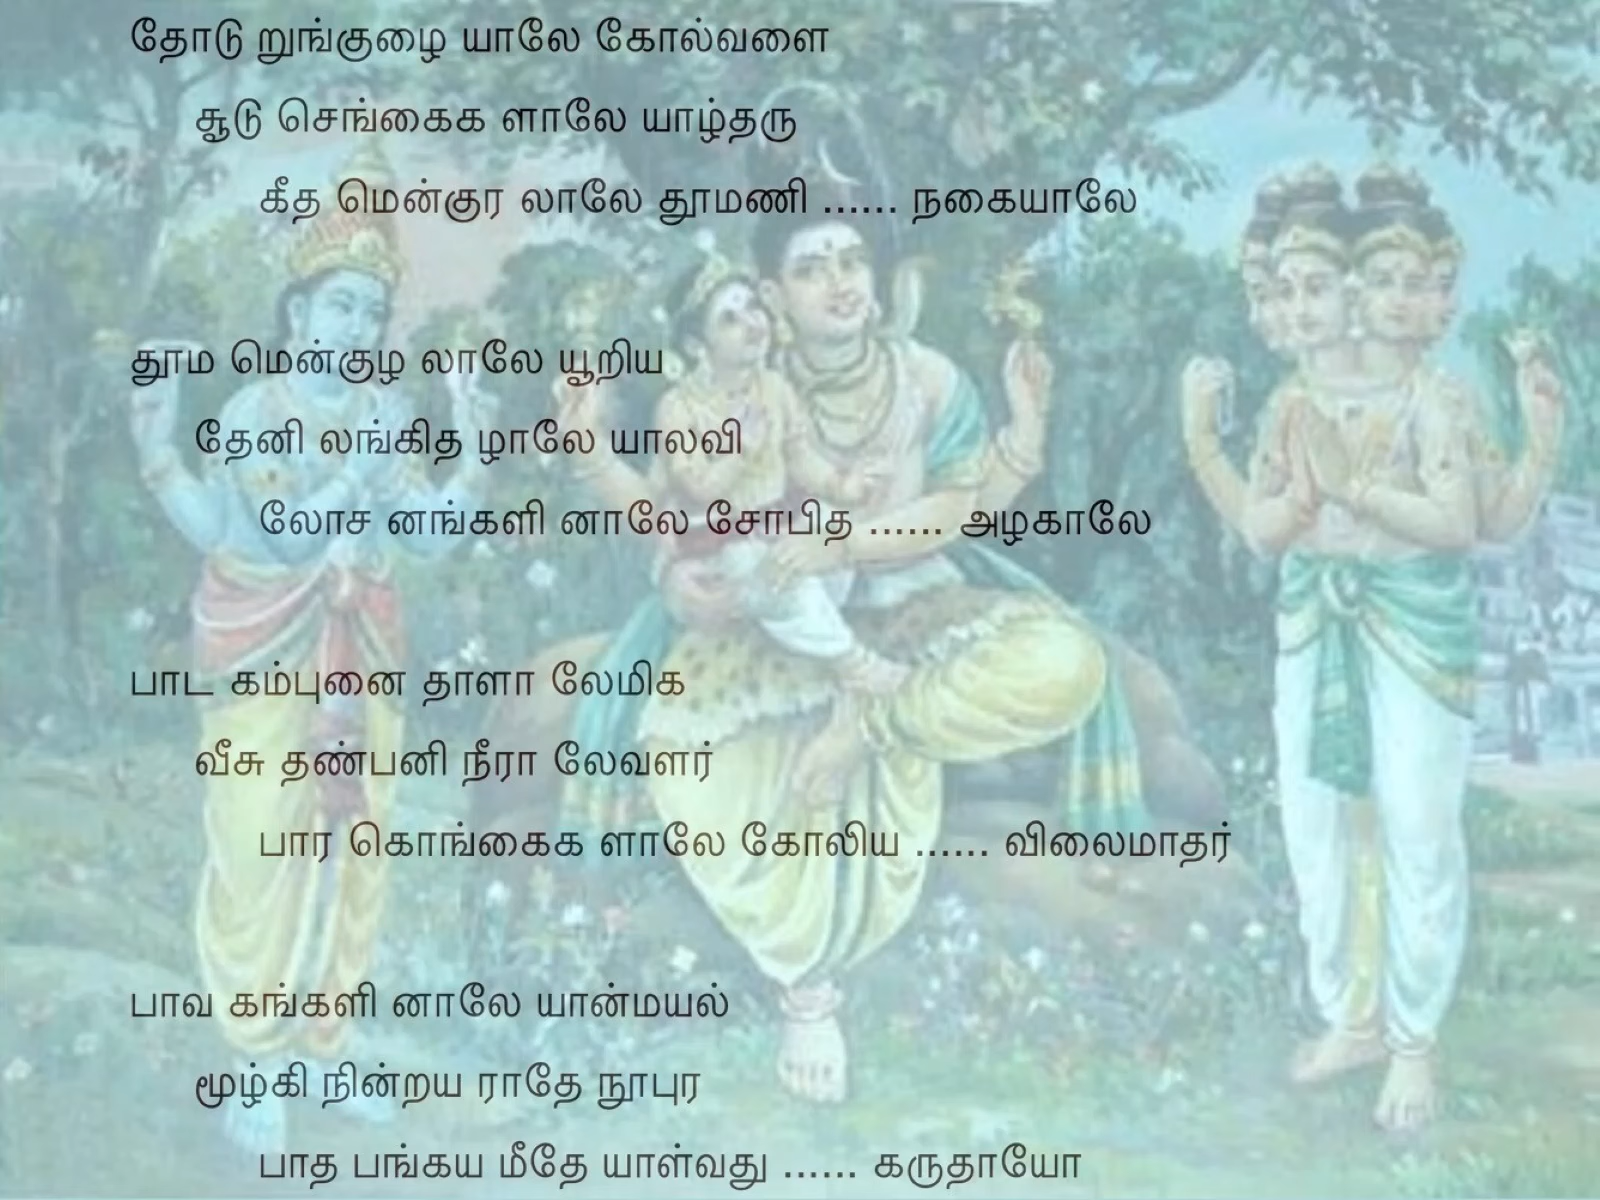 தோடு றுங்குழை யாலே கோல்வளை
சூடு செங்கைக ளாலே யாழ்தரு
கீத மென்குர லாலே தூமணி ...... நகையாலே
தூம மென்குழ லாலே யூறிய
தேனி லங்கித ழாலே யாலவி
லோச னங்களி னாலே சோபித ...... அழகாலே
பாட கம்புனை தாளா லேமிக
வீசு தண்பனி நீரா லேவளர்
பார கொங்கைக ளாலே கோலிய ...... விலைமாதர்
பாவ கங்களி னாலே யான்மயல்
மூழ்கி நின்றய ராதே நூபுர
பாத பங்கய மீதே யாள்வது ...... கருதாயோ